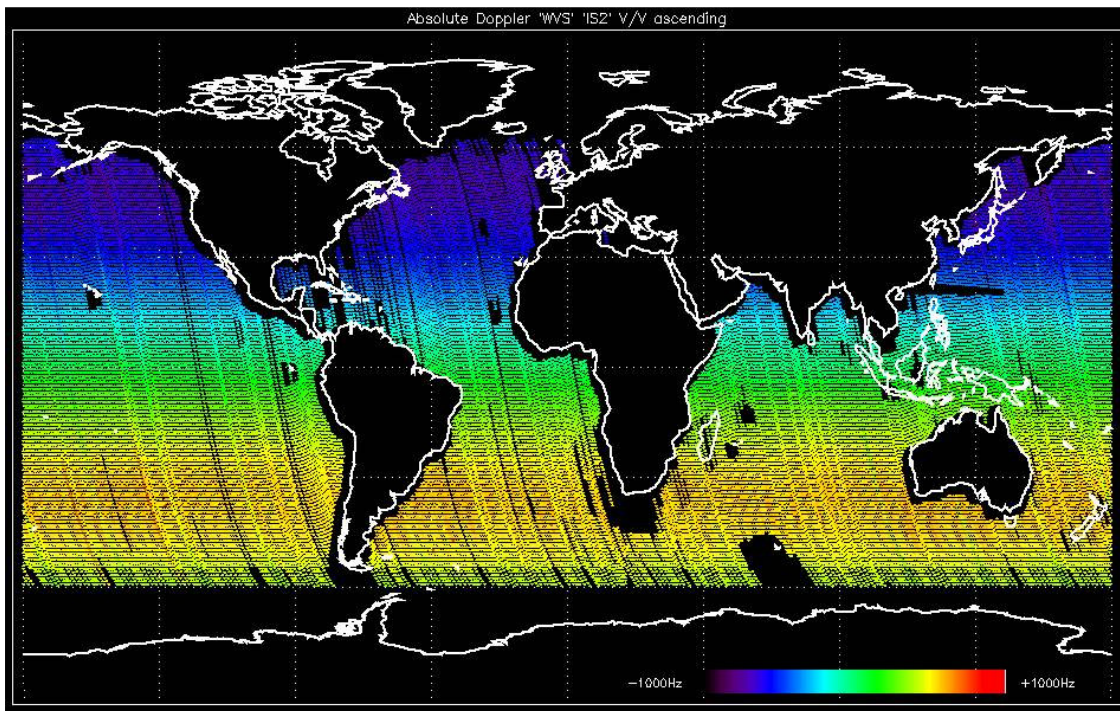 Absolute Doppler 'WVS' 'IS2' V/V ascending
-1000Hz
+1000Hz